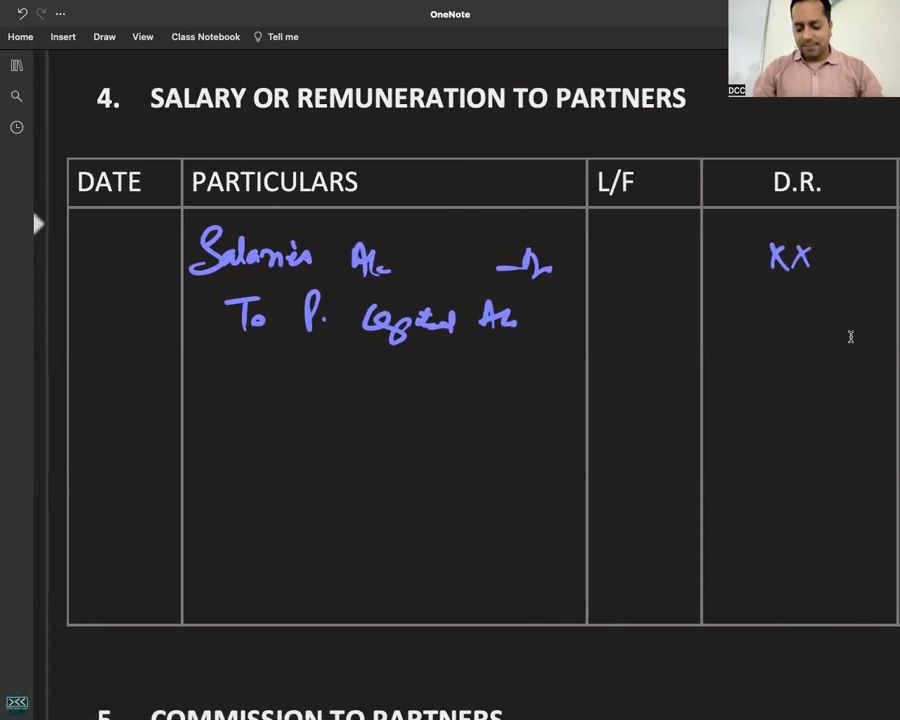 OneNote
Home Insert Draw View Class Notebook Tell me
DCC
4. SALARY OR REMUNERATION TO PARTNERS
DATE PARTICULARS L/F D.R.
Salaries A/c Dr XX
To P. Capital A/c
5. COMMISSION TO PARTNERS